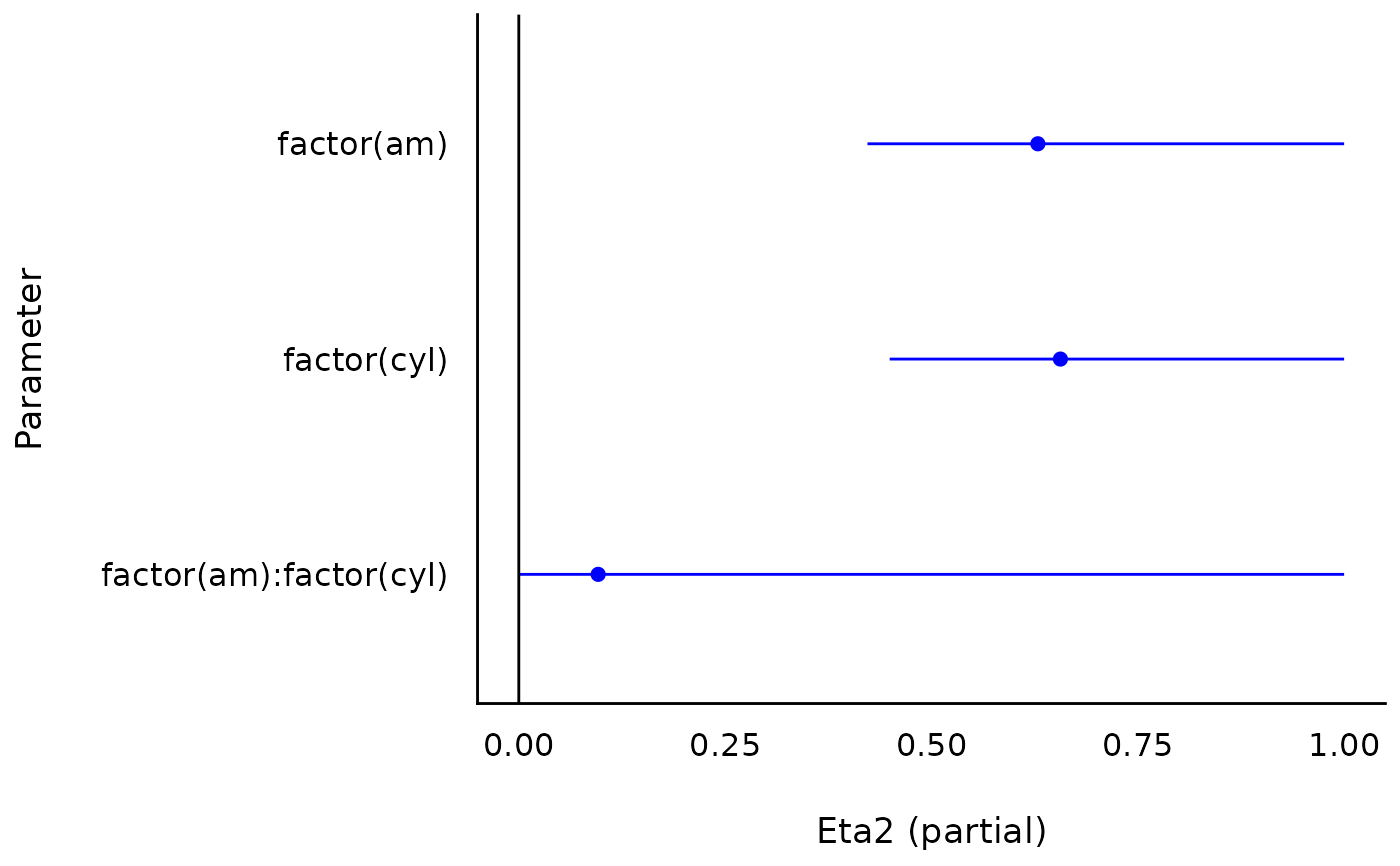 factor(am)
factor(cyl)
factor(am):factor(cyl)
Parameter
0.00 0.25 0.50 0.75 1.00
Eta2 (partial)